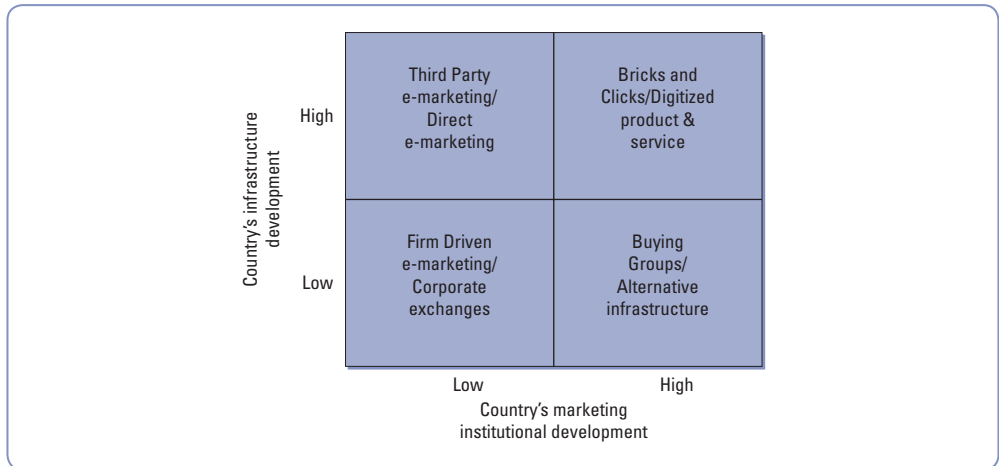 Country's infrastructure
development
High
Third Party
e-marketing/
Direct
e-marketing
Bricks and
Clicks/Digitized
product &
service
Low
Firm Driven
e-marketing/
Corporate
exchanges
Buying
Groups/
Alternative
infrastructure
Low
High
Country's marketing
institutional development